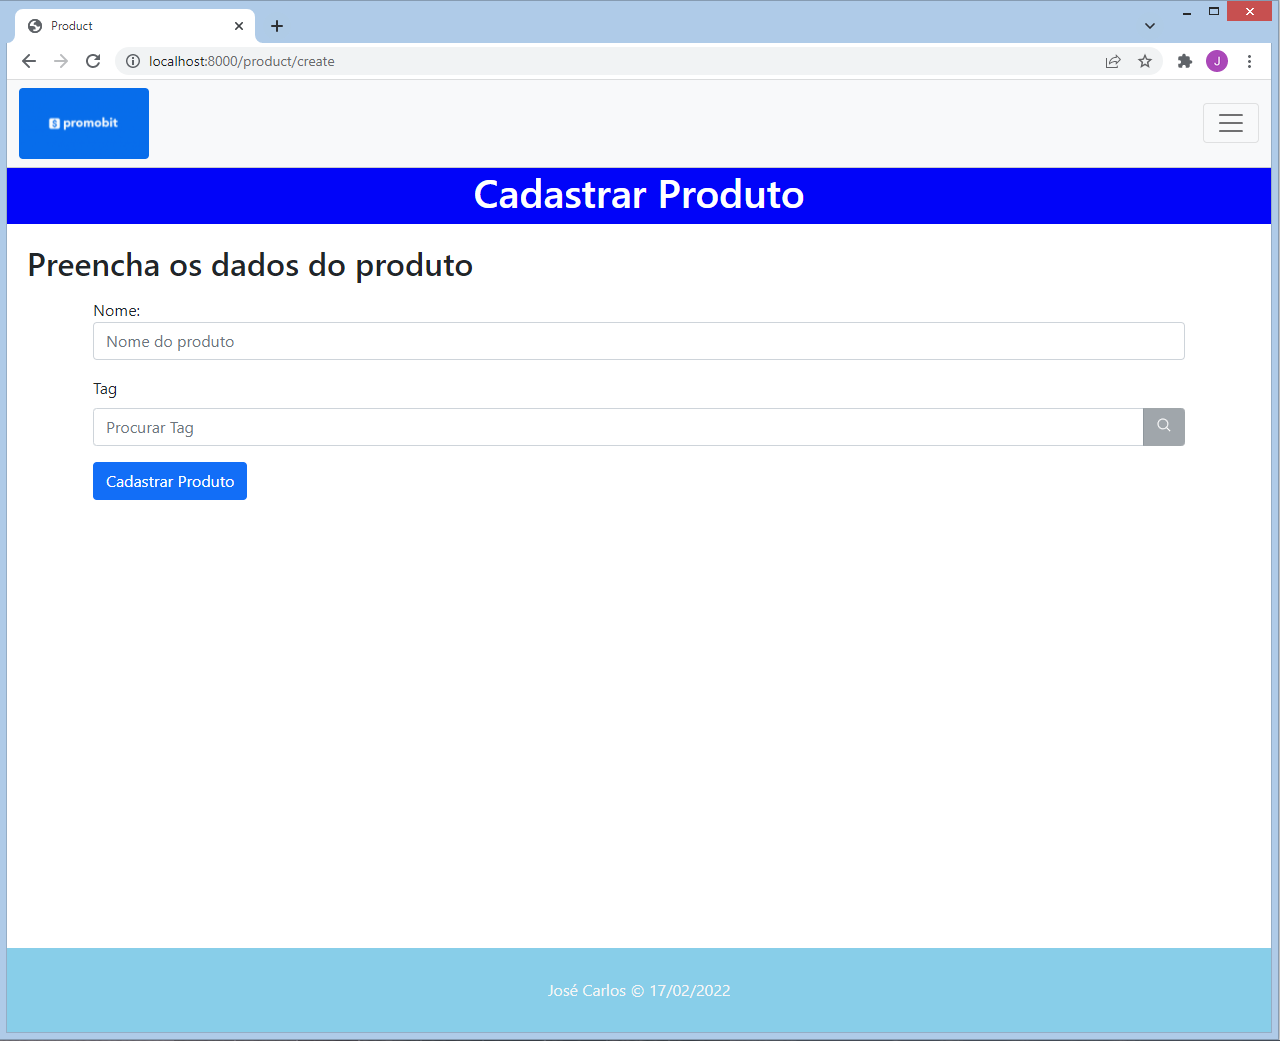 Product
localhost:8000/product/create
J
promobit
Cadastrar Produto
Preencha os dados do produto
Nome:
Nome do produto
Tag
Procurar Tag
Cadastrar Produto
José Carlos © 17/02/2022